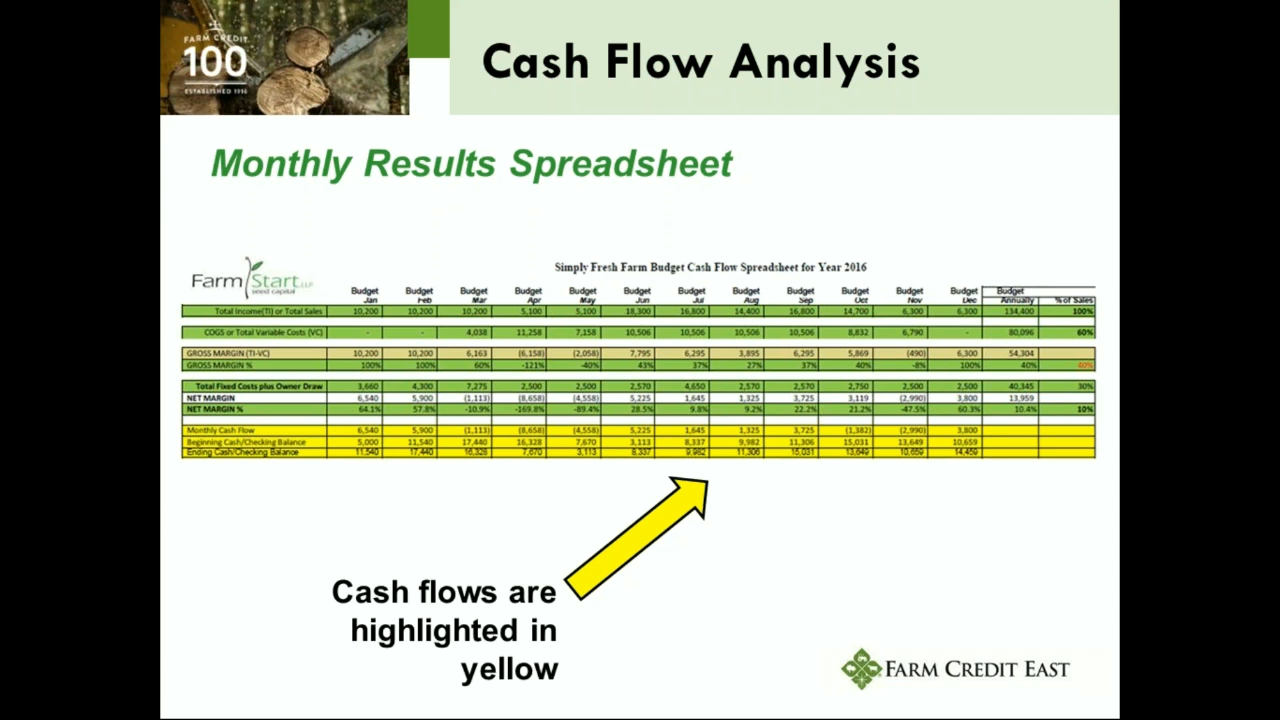 FARM CREDIT
100
ESTABLISHED 1916
Cash Flow Analysis
Monthly Results Spreadsheet
FarmStart LLP
seed capital
Simply Fresh Farm Budget Cash Flow Spreadsheet for Year 2016
Budget Budget Budget Budget Budget Budget Budget Budget Budget Budget Budget Budget Budget
Jan Feb Mar Apr May Jun Jul Aug Sep Oct Nov Dec Annually % of Sales
Total Income(TI) or Total Sales 10,200 10,200 10,200 5,100 5,100 18,300 16,800 14,400 16,800 14,700 6,300 6,300 134,400 100%
COGS or Total Variable Costs (VC) - - 4,038 11,258 7,158 10,506 10,506 10,506 10,506 8,832 6,790 - 80,096 60%
GROSS MARGIN (TI-VC) 10,200 10,200 6,163 (6,158) (2,058) 7,795 6,295 3,895 6,295 5,869 (490) 6,300 54,304
GROSS MARGIN % 100% 100% 60% -121% -40% 43% 37% 27% 37% 40% -8% 100% 40% 40%
Total Fixed Costs plus Owner Draw 3,660 4,300 7,275 2,500 2,500 2,570 4,650 2,570 2,570 2,750 2,500 2,500 40,345 30%
NET MARGIN 6,540 5,900 (1,113) (8,658) (4,558) 5,225 1,645 1,325 3,725 3,119 (2,990) 3,800 13,959
NET MARGIN % 64.1% 57.8% -10.9% -169.8% -89.4% 28.5% 9.8% 9.2% 22.2% 21.2% -47.5% 60.3% 10.4% 10%
Monthly Cash Flow 6,540 5,900 (1,113) (8,658) (4,558) 5,225 1,645 1,325 3,725 (1,382) (2,990) 3,800
Beginning Cash/Checking Balance 5,000 11,540 17,440 16,328 7,670 3,113 8,337 9,982 11,306 15,031 13,649 10,659
Ending Cash/Checking Balance 11,540 17,440 16,328 7,670 3,113 8,337 9,982 11,306 15,031 13,649 10,659 14,459
Cash flows are
highlighted in
yellow
FARM CREDIT EAST